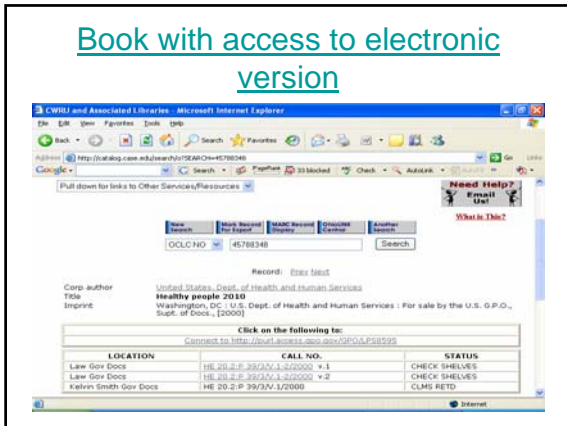 Book with access to electronic
version
CWRU and Associated Libraries - Microsoft Internet Explorer
File Edit View Favorites Tools Help
Back Search Favorites
Address http://catalog.case.edu/search/o?SEARCH=45788348 Go Links
Google Search PageRank 33 blocked Check AutoLink
Pull down for links to Other Services/Resources
Need Help?
Email
Us!
What is This?
New Search Mark Record For Export MARC Record Display OhioLINK Central Another Search
OCLC NO 45788348 Search
Record: Prev Next
Corp author United States. Dept. of Health and Human Services
Title Healthy people 2010
Imprint Washington, DC : U.S. Dept. of Health and Human Services : For sale by the U.S. G.P.O.,
Supt. of Docs., [2000]
Click on the following to:
Connect to http://purl.access.gpo.gov/GPO/LPS8595
LOCATION CALL NO. STATUS
Law Gov Docs HE 20.2:P 39/3/V.1-2/2000 v.1 CHECK SHELVES
Law Gov Docs HE 20.2:P 39/3/V.1-2/2000 v.2 CHECK SHELVES
Kelvin Smith Gov Docs HE 20.2:P 39/3/V.1/2000 CLMS RETD
Internet